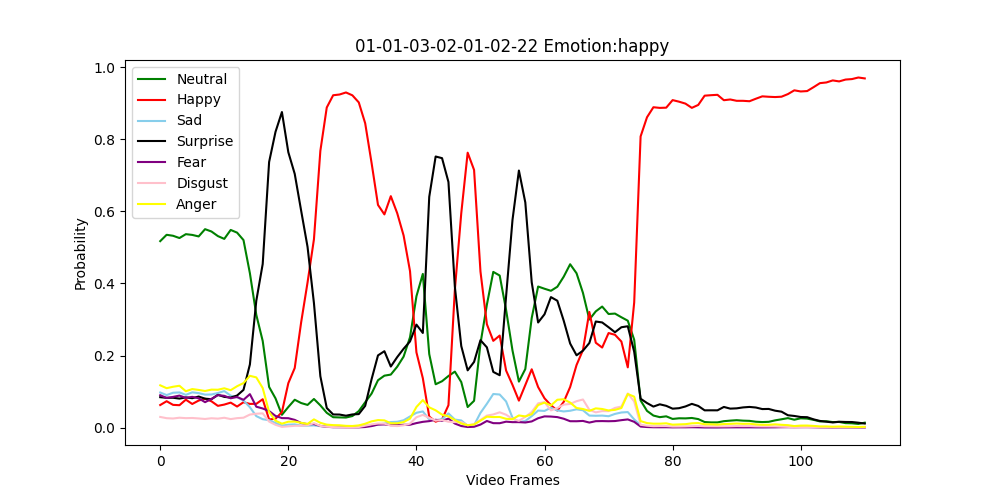 01-01-03-02-01-02-22 Emotion:happy
1.0
0.8
0.6
0.4
0.2
0.0
Probability
Neutral
Happy
Sad
Surprise
Fear
Disgust
Anger
0 20 40 60 80 100
Video Frames